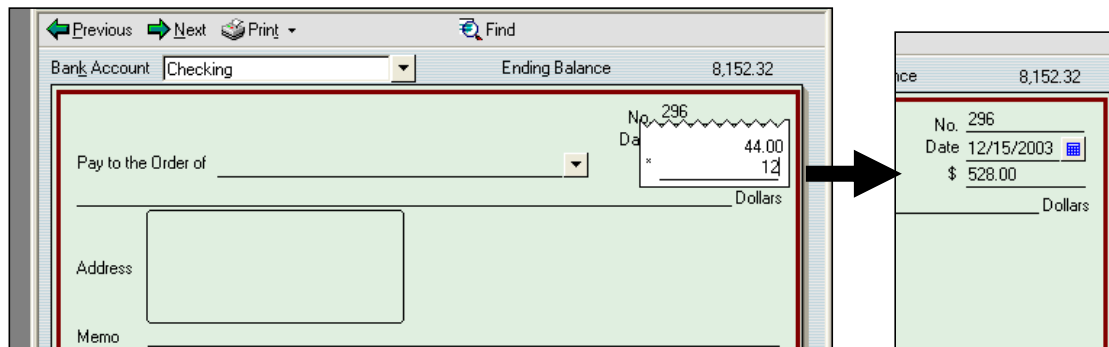 Previous Next Print Find
Bank Account Checking Ending Balance 8,152.32
No. 296
Da
44.00
Pay to the Order of
* 12
Dollars
Address
Memo
nce 8,152.32
No. 296
Date 12/15/2003
$ 528.00
Dollars